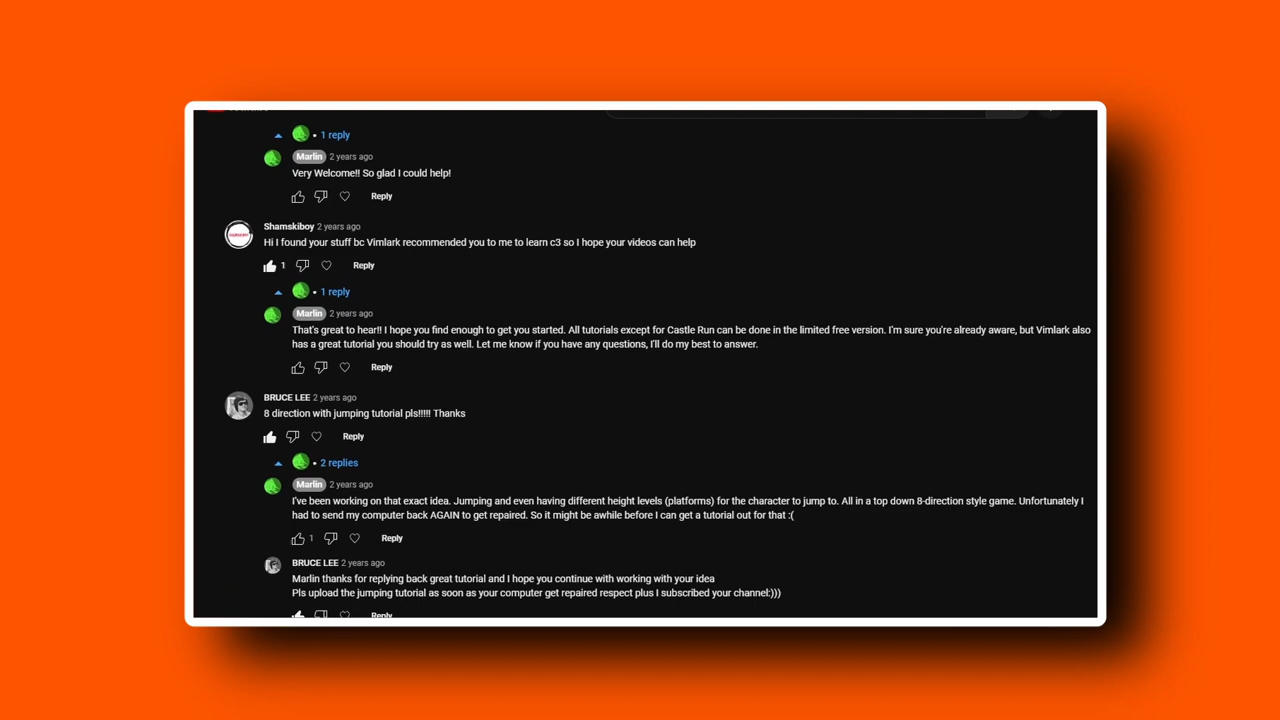 • 1 reply
Marlin 2 years ago
Very Welcome!! So glad I could help!
Reply
Shamskiboy 2 years ago
Hi I found your stuff bc Vimlark recommended you to me to learn c3 so I hope your videos can help
1 Reply
• 1 reply
Marlin 2 years ago
That's great to hear!! I hope you find enough to get you started. All tutorials except for Castle Run can be done in the limited free version. I'm sure you're already aware, but Vimlark also
has a great tutorial you should try as well. Let me know if you have any questions, I'll do my best to answer.
Reply
BRUCE LEE 2 years ago
8 direction with jumping tutorial pls!!!!! Thanks
Reply
• 2 replies
Marlin 2 years ago
I've been working on that exact idea. Jumping and even having different height levels (platforms) for the character to jump to. All in a top down 8-direction style game. Unfortunately I
had to send my computer back AGAIN to get repaired. So it might be awhile before I can get a tutorial out for that :(
1 Reply
BRUCE LEE 2 years ago
Marlin thanks for replying back great tutorial and I hope you continue with working with your idea
Pls upload the jumping tutorial as soon as your computer get repaired respect plus I subscribed your channel:)))
Reply